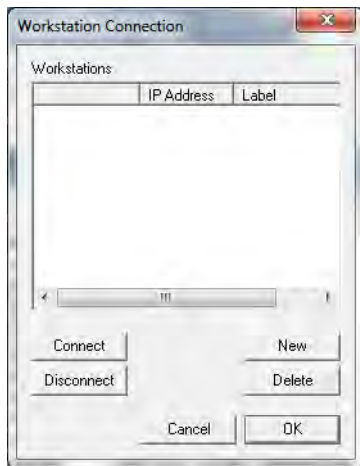 Workstation Connection
Workstations
IP Address Label
Connect New
Disconnect Delete
Cancel OK